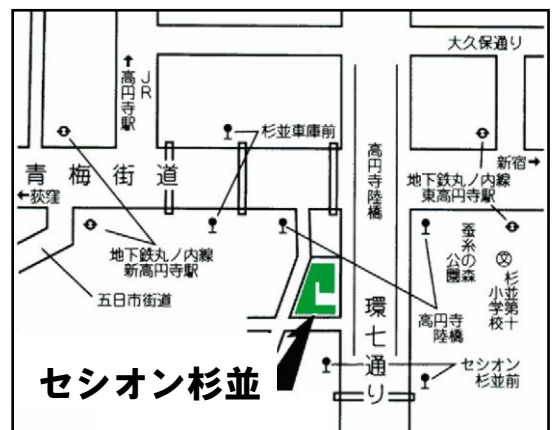 大久保通り
↑JR高円寺駅
杉並車庫前
高円寺陸橋
新宿→
青梅街道
←荻窪
地下鉄丸ノ内線
東高円寺駅
地下鉄丸ノ内線
新高円寺駅
蚕糸の森
公園
杉並第十
小学校
五日市街道
環七通り
高円寺
陸橋
セシオン杉並
セシオン
杉並前